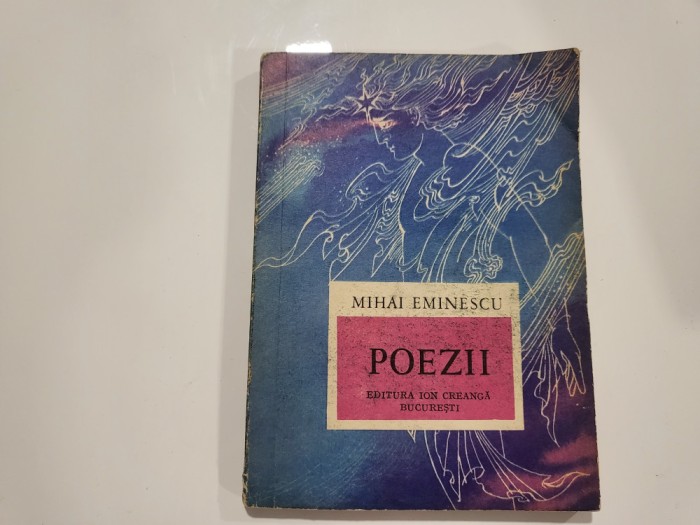 MIHAI EMINESCU
POEZII
EDITURA ION CREANGĂ
BUCUREȘTI